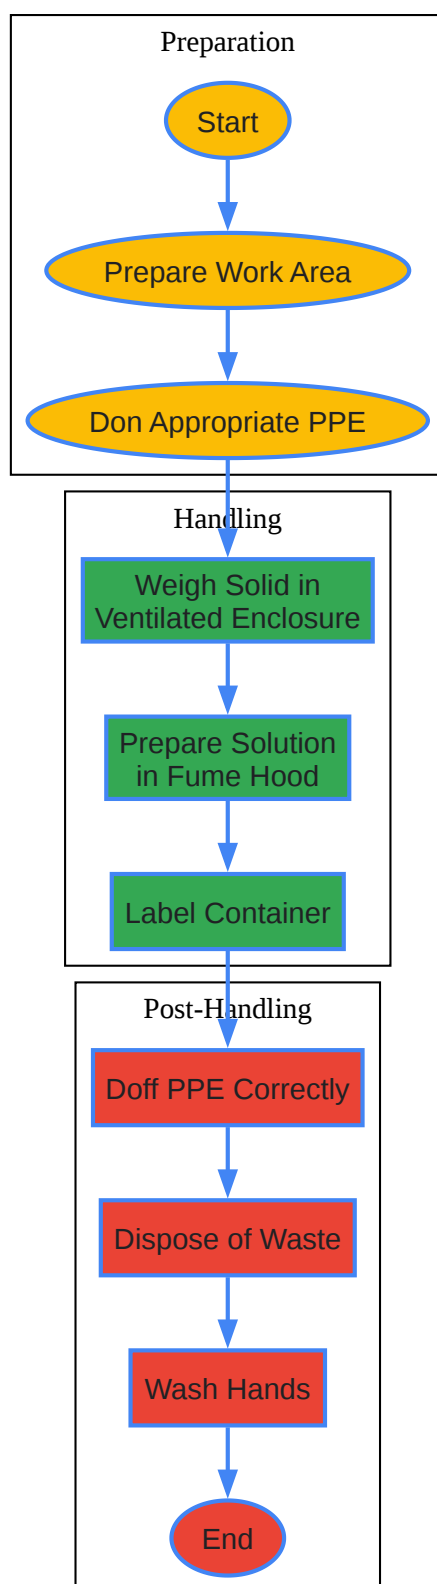 Preparation
Start
Prepare Work Area
Don Appropriate PPE
Handling
Weigh Solid in
Ventilated Enclosure
Prepare Solution
in Fume Hood
Label Container
Post-Handling
Doff PPE Correctly
Dispose of Waste
Wash Hands
End